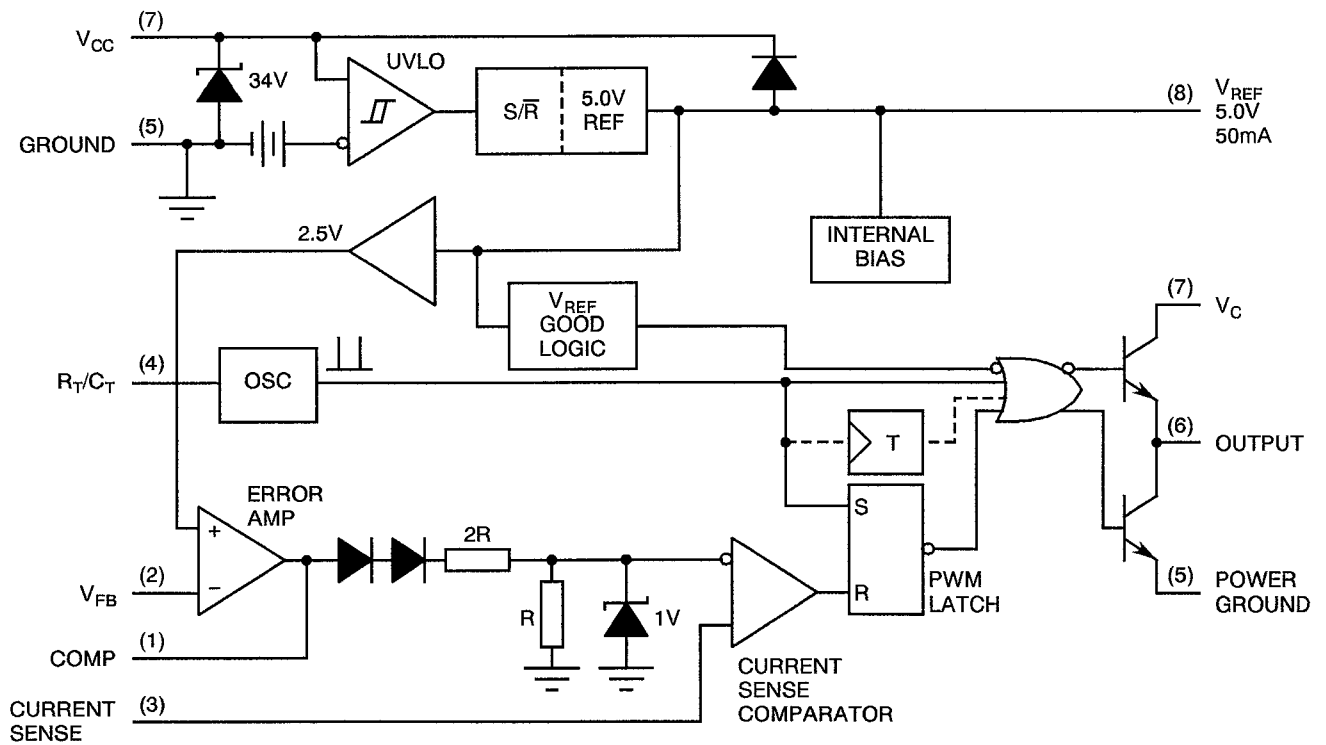 (7)
V_CC
UVLO
34V
S/R̅
5.0V
REF
(8)
V_REF
5.0V
50mA
(5)
GROUND
2.5V
INTERNAL
BIAS
V_REF
GOOD
LOGIC
(7)
V_C
(4)
R_T/C_T
OSC
T
(6)
OUTPUT
ERROR
AMP
+
−
2R
S
R
PWM
LATCH
(2)
V_FB
R
1V
(5)
POWER
GROUND
(1)
COMP
CURRENT
SENSE
COMPARATOR
(3)
CURRENT
SENSE